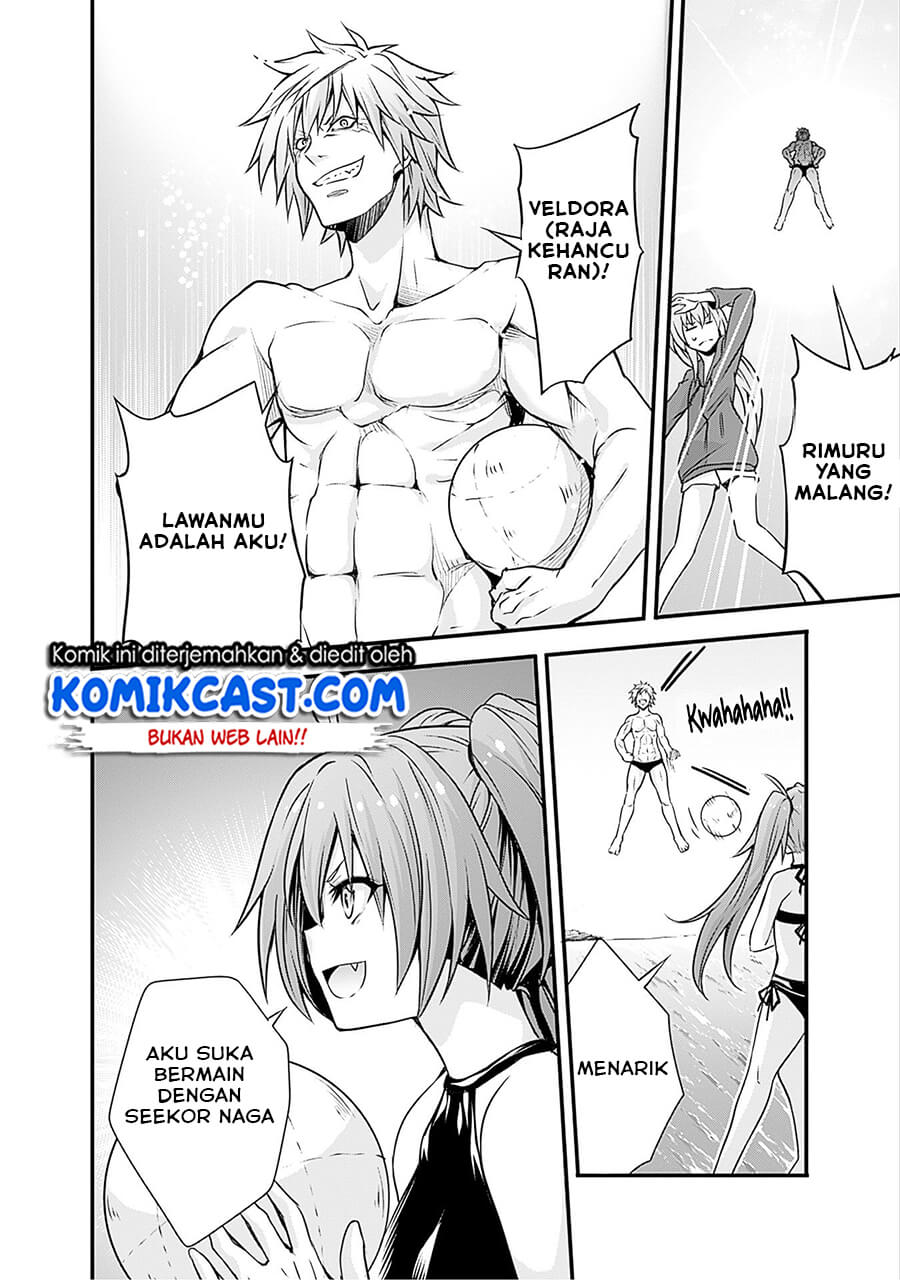 RIMURU
YANG
MALANG!
VELDORA
(RAJA
KEHANCU
RAN)!
LAWANMU
ADALAH AKU!
Komik ini diterjemahkan & diedit oleh
KOMIKCAST.COM
BUKAN WEB LAIN!!
Kwahahaha!!
MENARIK
AKU SUKA
BERMAIN
DENGAN
SEEKOR NAGA